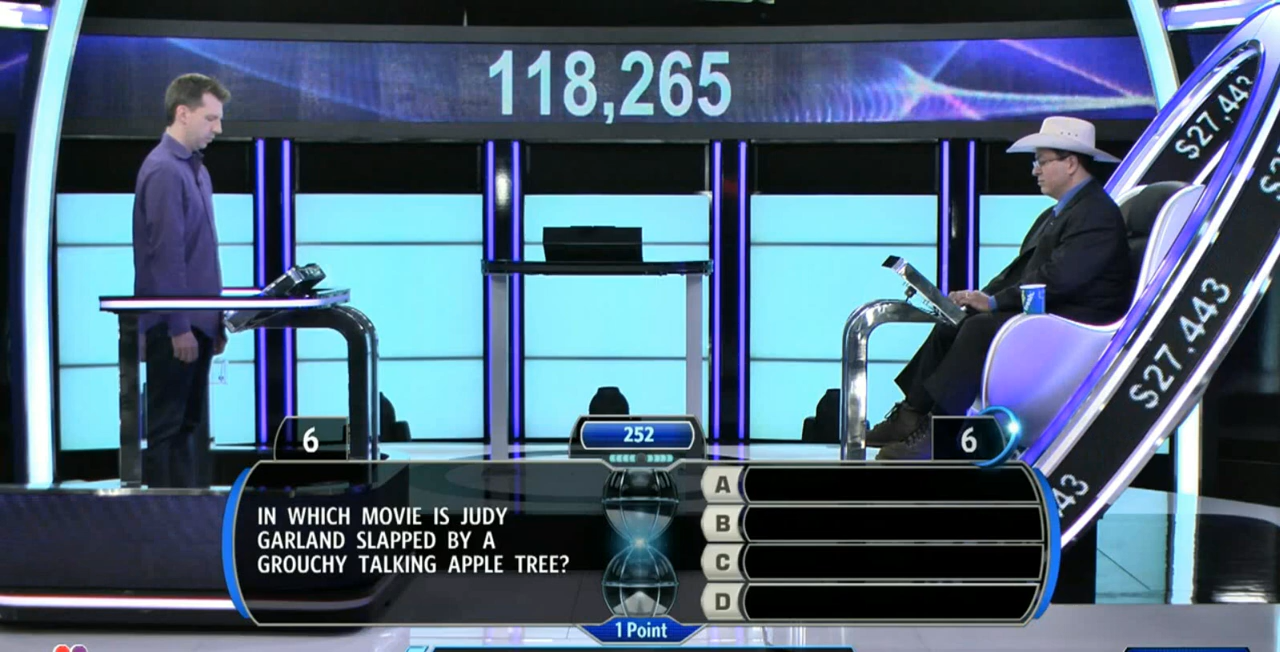 118,265
$27,443
$27,443
6
252
6
IN WHICH MOVIE IS JUDY
GARLAND SLAPPED BY A
GROUCHY TALKING APPLE TREE?
A
B
C
D
1 Point